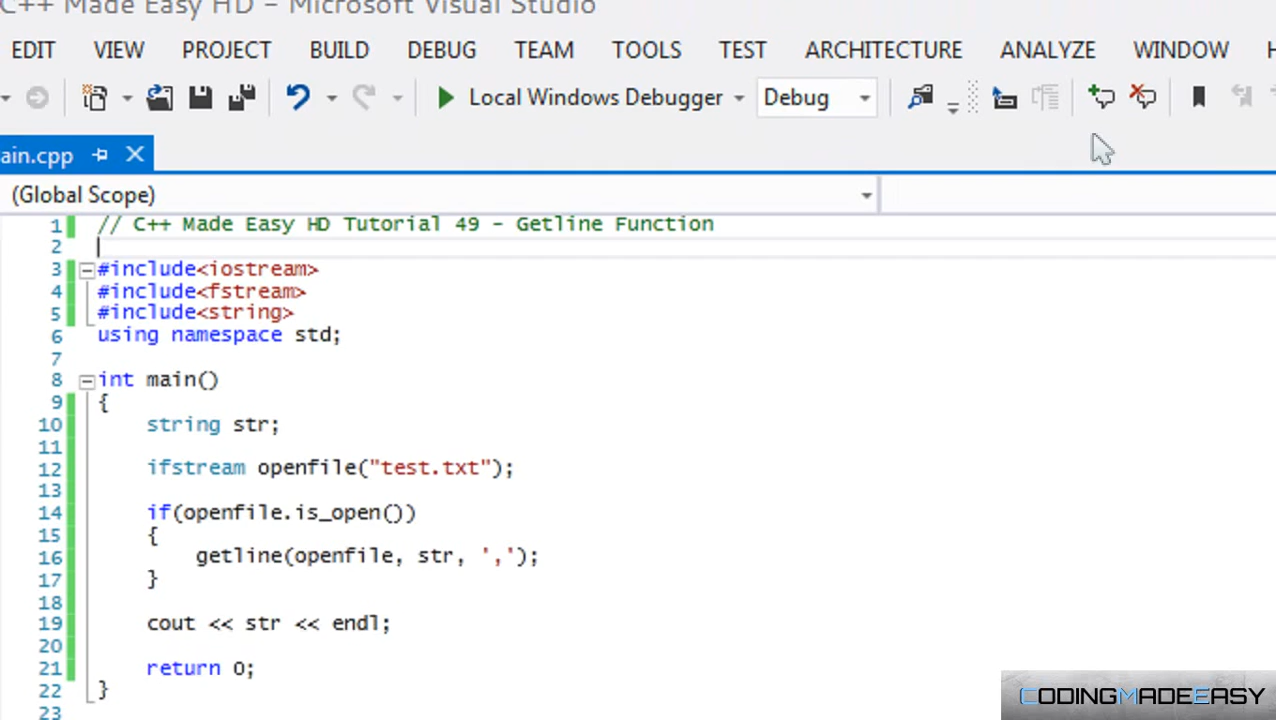 C++ Made Easy HD - Microsoft Visual Studio
EDIT VIEW PROJECT BUILD DEBUG TEAM TOOLS TEST ARCHITECTURE ANALYZE WINDOW H
Local Windows Debugger Debug
ain.cpp
(Global Scope)
1 // C++ Made Easy HD Tutorial 49 - Getline Function
2
3 #include<iostream>
4 #include<fstream>
5 #include<string>
6 using namespace std;
7
8 int main()
9 {
10 string str;
11
12 ifstream openfile("test.txt");
13
14 if(openfile.is_open())
15 {
16 getline(openfile, str, ',');
17 }
18
19 cout << str << endl;
20
21 return 0;
22 }
23
CODINGMADEEASY